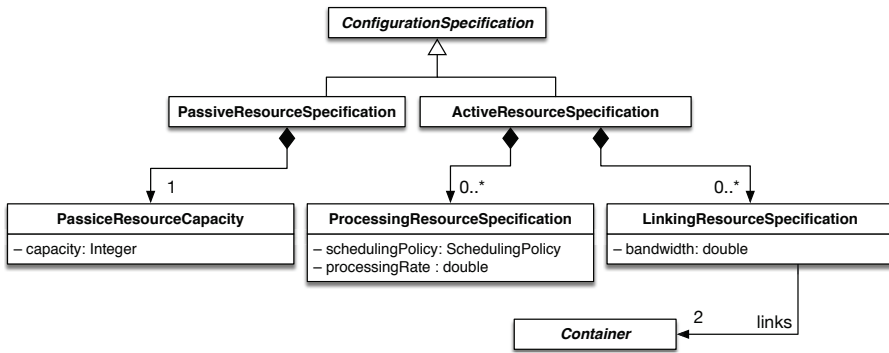 ConfigurationSpecification
PassiveResourceSpecification
ActiveResourceSpecification
1
0..*
0..*
PassiceResourceCapacity
– capacity: Integer
ProcessingResourceSpecification
– schedulingPolicy: SchedulingPolicy
– processingRate : double
LinkingResourceSpecification
– bandwidth: double
2
links
Container